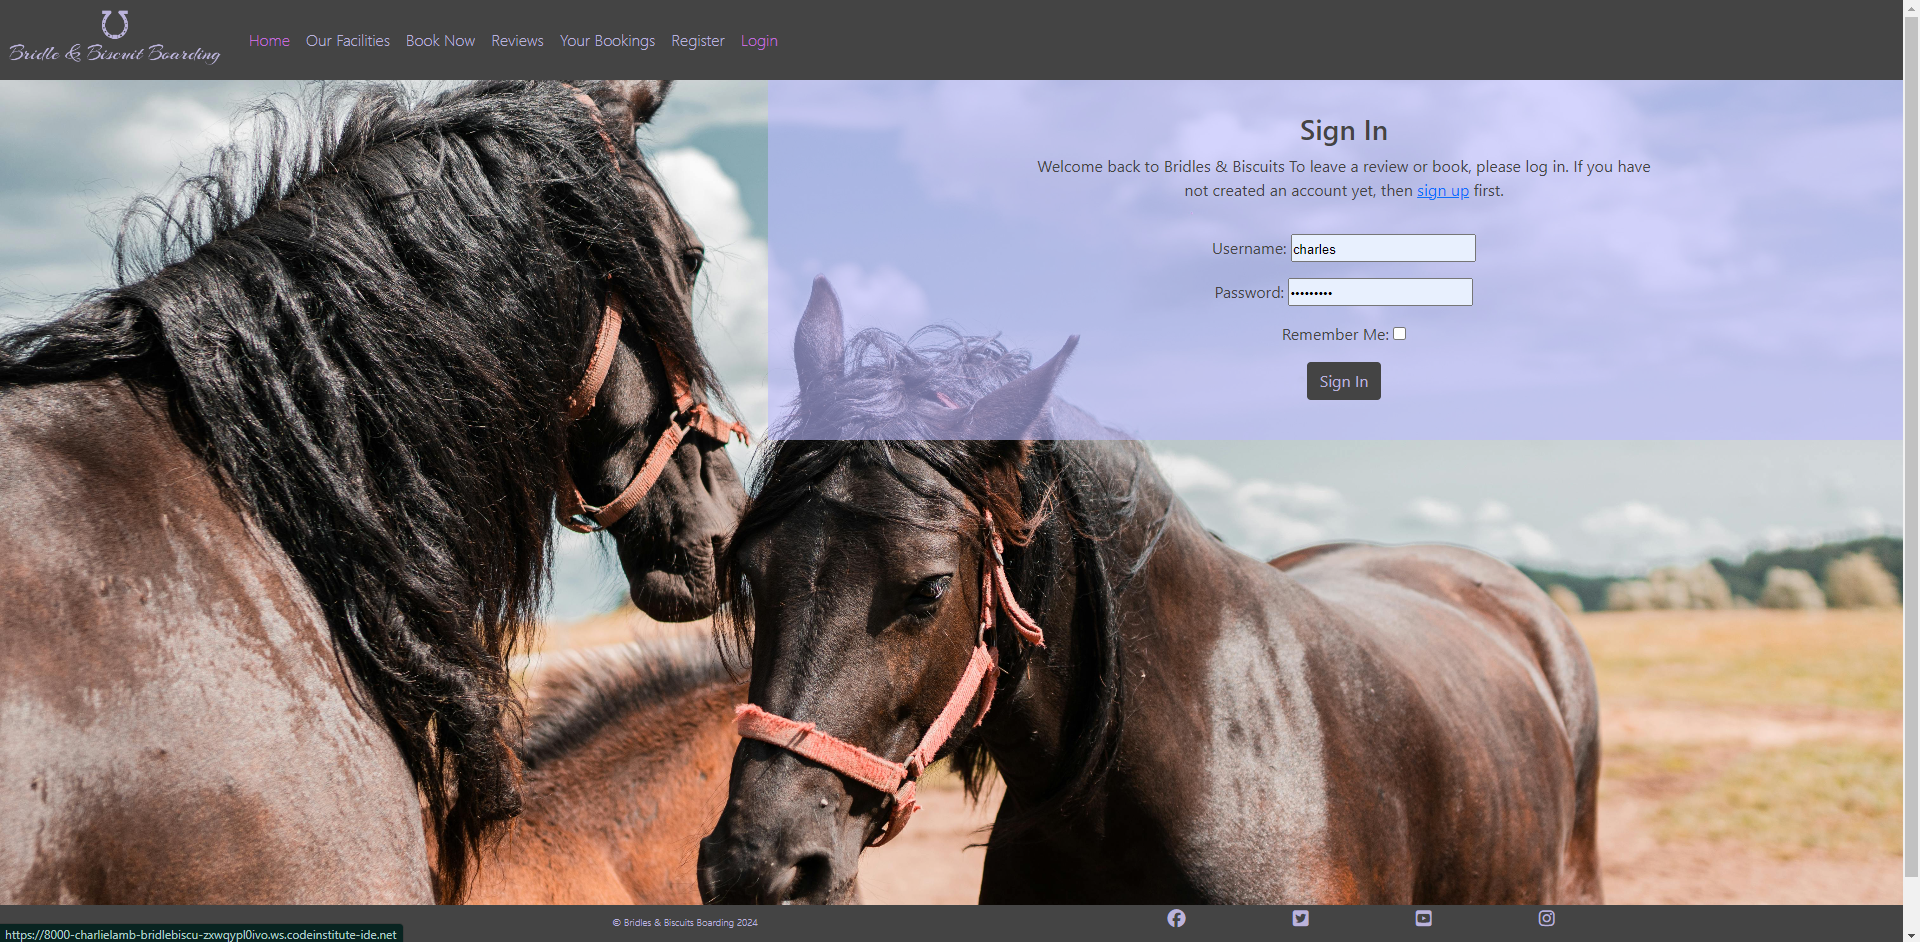 Bridle & Biscuit Boarding
Home Our Facilities Book Now Reviews Your Bookings Register Login
Sign In
Welcome back to Bridles & Biscuits To leave a review or book, please log in. If you have
not created an account yet, then sign up first.
Username: charles
Password: •••••••••
Remember Me:
Sign In
© Bridles & Biscuits Boarding 2024
https://8000-charlielamb-bridlebiscu-zxwqypl0ivo.ws.codeinstitute-ide.net